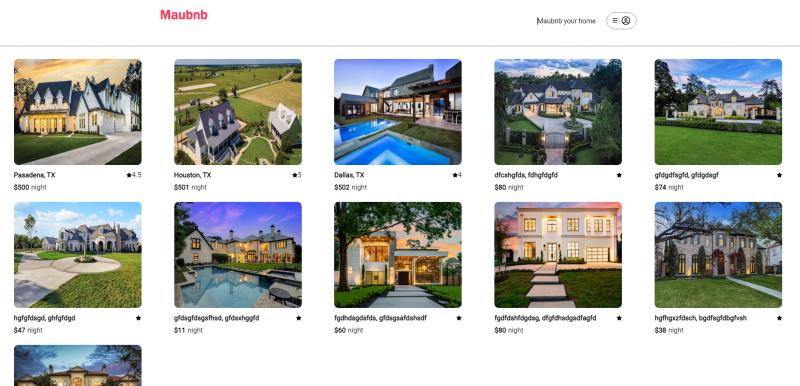 Maubnb
Maubnb your home
Pasadena, TX ★4.5
$500 night
Houston, TX ★5
$501 night
Dallas, TX ★4
$502 night
dfcshgfds, fdhgfdgfd ★
$80 night
gfdgdfsgfd, gfdgdsgf ★
$74 night
hgfgfdsgd, ghfgfdgd ★
$47 night
gfdsgfdsgsfhsd, gfdsxhggfd ★
$11 night
fgdhdsgdsfds, gfdsgsafdshsdf ★
$60 night
fgdfdshfdgdsg, dfgfdhsdgsdfagfd ★
$80 night
hgfhgxzfdsch, bgdfsgfdbgfvsh ★
$38 night